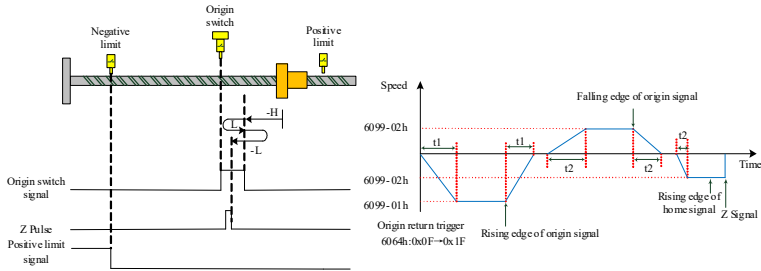 Origin
switch
Negative
limit
Positive
limit
-H
L
-L
Origin switch
signal
Z Pulse
Positive limit
signal
Speed
Falling edge of origin signal
6099-02h
t1
t1
t2
t2
t2
Time
6099-02h
6099-01h
Rising edge of
home signal
Z Signal
Origin return trigger
6064h:0x0F→0x1F
Rising edge of origin signal